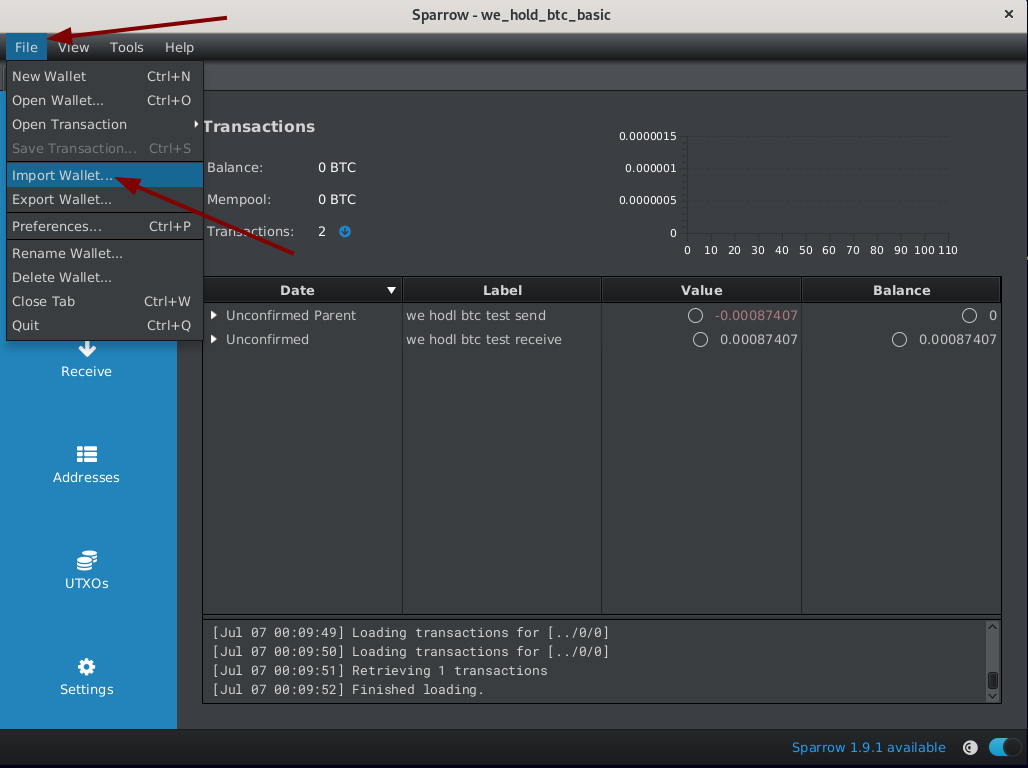 Sparrow - we_hold_btc_basic
File View Tools Help
New Wallet Ctrl+N
Open Wallet... Ctrl+O
Open Transaction
Save Transaction... Ctrl+S
Import Wallet...
Export Wallet...
Preferences... Ctrl+P
Rename Wallet...
Delete Wallet...
Close Tab Ctrl+W
Quit Ctrl+Q
Receive
Addresses
UTXOs
Settings
Transactions
Balance: 0 BTC
Mempool: 0 BTC
Transactions: 2
0.0000015
0.000001
0.0000005
0
0 10 20 30 40 50 60 70 80 90 100 110
Date Label Value Balance
Unconfirmed Parent we hodl btc test send -0.00087407 0
Unconfirmed we hodl btc test receive 0.00087407 0.00087407
[Jul 07 00:09:49] Loading transactions for [../0/0]
[Jul 07 00:09:50] Loading transactions for [../0/0]
[Jul 07 00:09:51] Retrieving 1 transactions
[Jul 07 00:09:52] Finished loading.
Sparrow 1.9.1 available